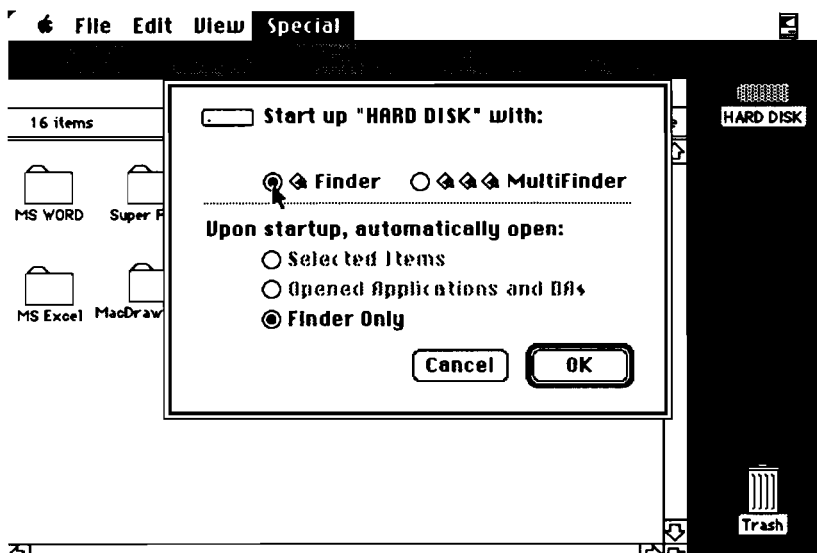 File Edit View Special
16 items
Start up "HARD DISK" with:
HARD DISK
Finder MultiFinder
MS WORD Super F
Upon startup, automatically open:
Selected Items
Opened Applications and DAs
MS Excel MacDraw
Finder Only
Cancel OK
Trash